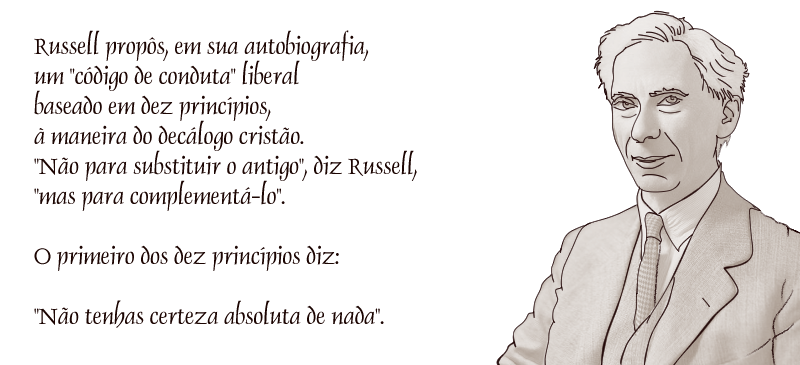 Russell propôs, em sua autobiografia,
um "código de conduta" liberal
baseado em dez princípios,
à maneira do decálogo cristão.
"Não para substituir o antigo", diz Russell,
"mas para complementá-lo".
O primeiro dos dez princípios diz:
"Não tenhas certeza absoluta de nada".